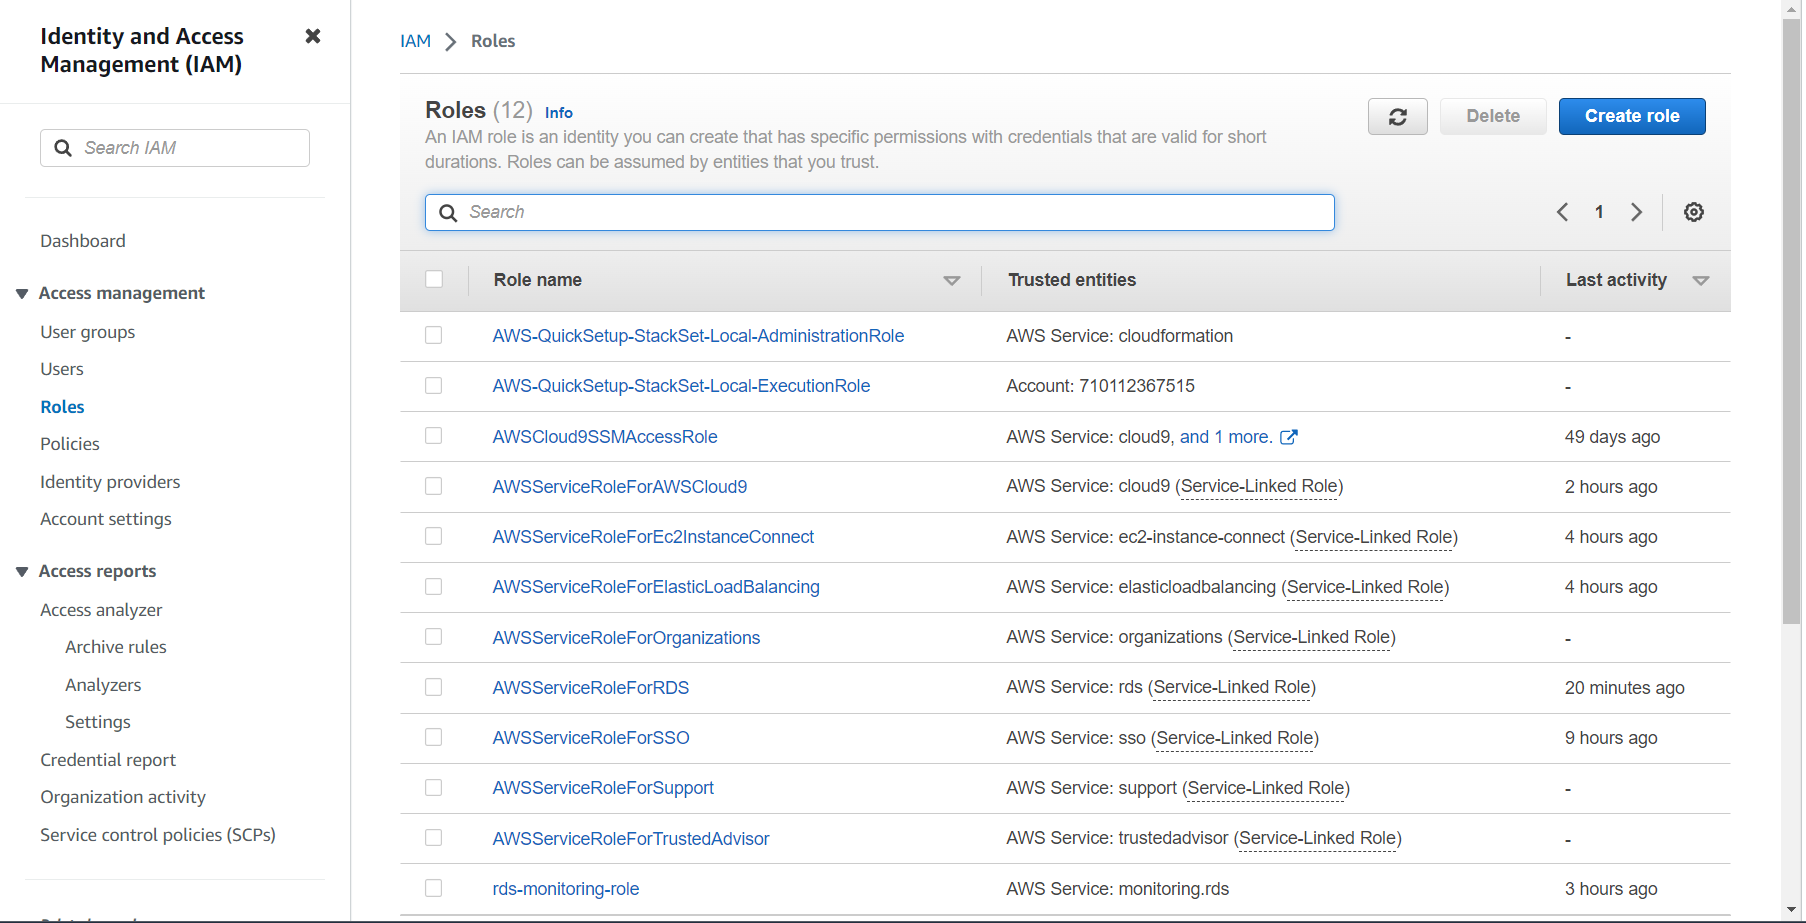 Identity and Access
Management (IAM)
Search IAM
Dashboard
Access management
User groups
Users
Roles
Policies
Identity providers
Account settings
Access reports
Access analyzer
Archive rules
Analyzers
Settings
Credential report
Organization activity
Service control policies (SCPs)
IAM Roles
Roles (12) Info
An IAM role is an identity you can create that has specific permissions with credentials that are valid for short
durations. Roles can be assumed by entities that you trust.
Delete
Create role
Search
1
Role name Trusted entities Last activity
AWS-QuickSetup-StackSet-Local-AdministrationRole AWS Service: cloudformation -
AWS-QuickSetup-StackSet-Local-ExecutionRole Account: 710112367515 -
AWSCloud9SSMAccessRole AWS Service: cloud9, and 1 more. 49 days ago
AWSServiceRoleForAWSCloud9 AWS Service: cloud9 (Service-Linked Role) 2 hours ago
AWSServiceRoleForEc2InstanceConnect AWS Service: ec2-instance-connect (Service-Linked Role) 4 hours ago
AWSServiceRoleForElasticLoadBalancing AWS Service: elasticloadbalancing (Service-Linked Role) 4 hours ago
AWSServiceRoleForOrganizations AWS Service: organizations (Service-Linked Role) -
AWSServiceRoleForRDS AWS Service: rds (Service-Linked Role) 20 minutes ago
AWSServiceRoleForSSO AWS Service: sso (Service-Linked Role) 9 hours ago
AWSServiceRoleForSupport AWS Service: support (Service-Linked Role) -
AWSServiceRoleForTrustedAdvisor AWS Service: trustedadvisor (Service-Linked Role) -
rds-monitoring-role AWS Service: monitoring.rds 3 hours ago